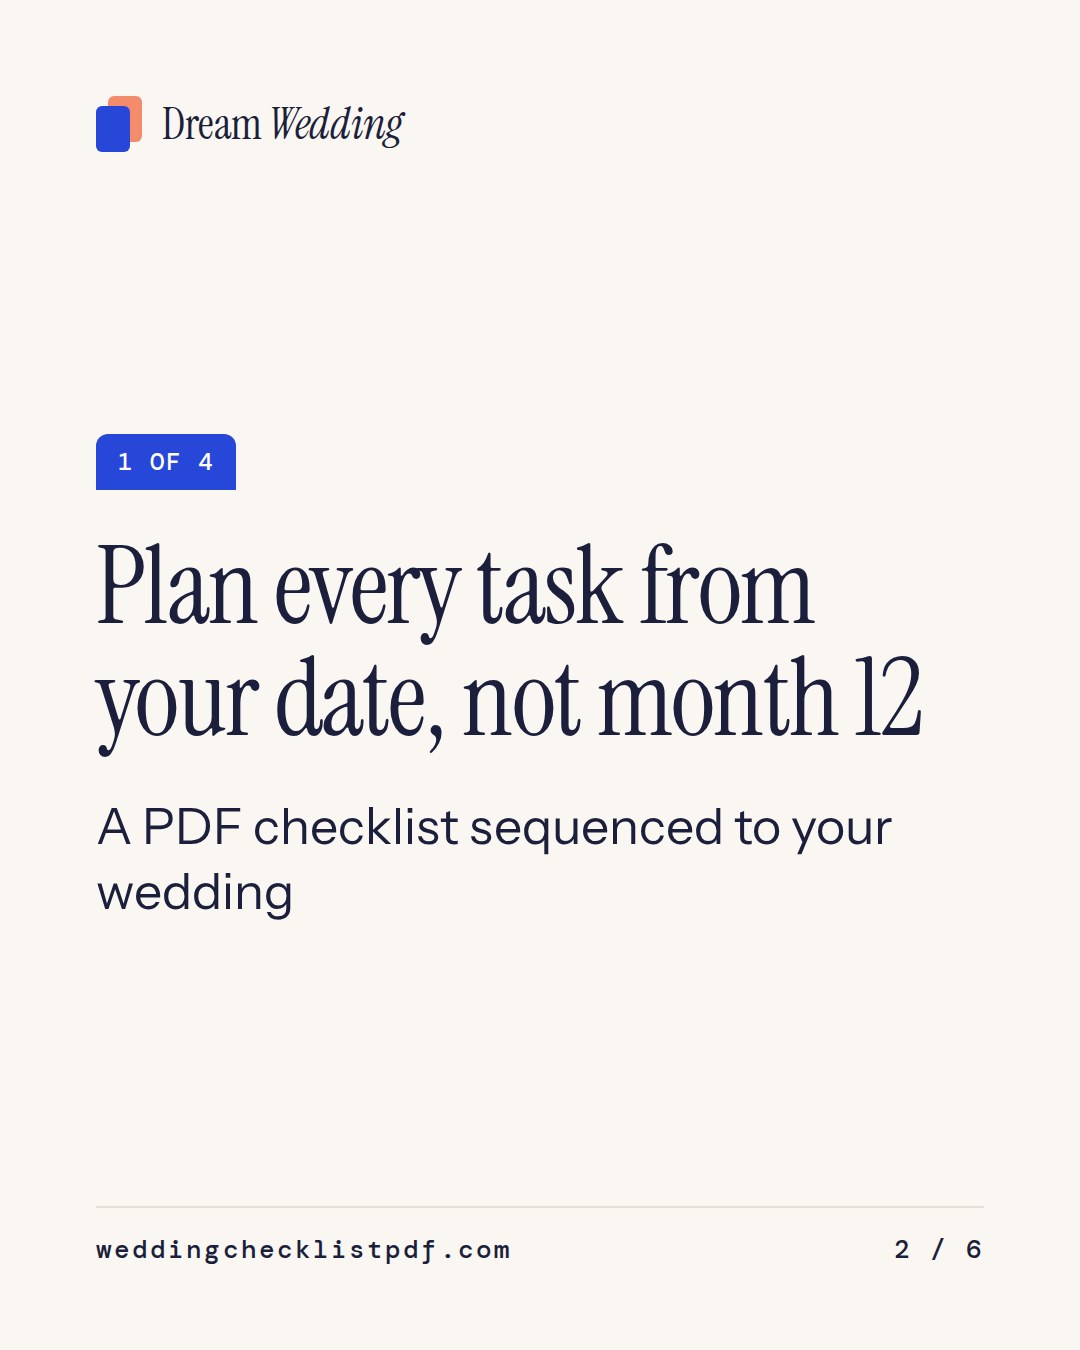 Dream Wedding
1 OF 4
Plan every task from
your date, not month 12
A PDF checklist sequenced to your
wedding
weddingchecklistpdf.com
2 / 6